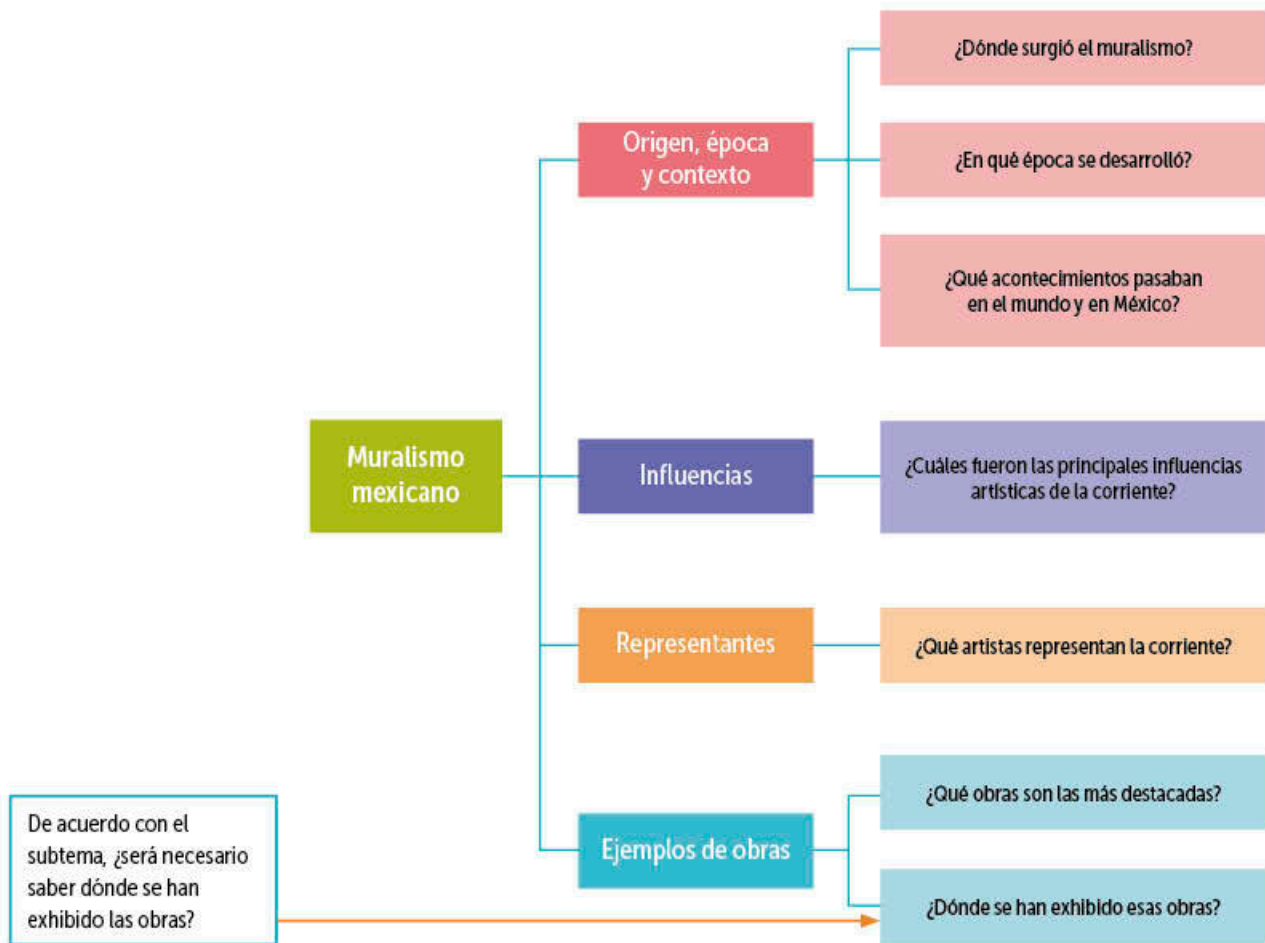 ¿Dónde surgió el muralismo?
Origen, época
y contexto
¿En qué época se desarrolló?
¿Qué acontecimientos pasaban
en el mundo y en México?
Muralismo
mexicano
Influencias
¿Cuáles fueron las principales influencias
artísticas de la corriente?
Representantes
¿Qué artistas representan la corriente?
Ejemplos de obras
¿Qué obras son las más destacadas?
¿Dónde se han exhibido esas obras?
De acuerdo con el
subtema, ¿será necesario
saber dónde se han
exhibido las obras?